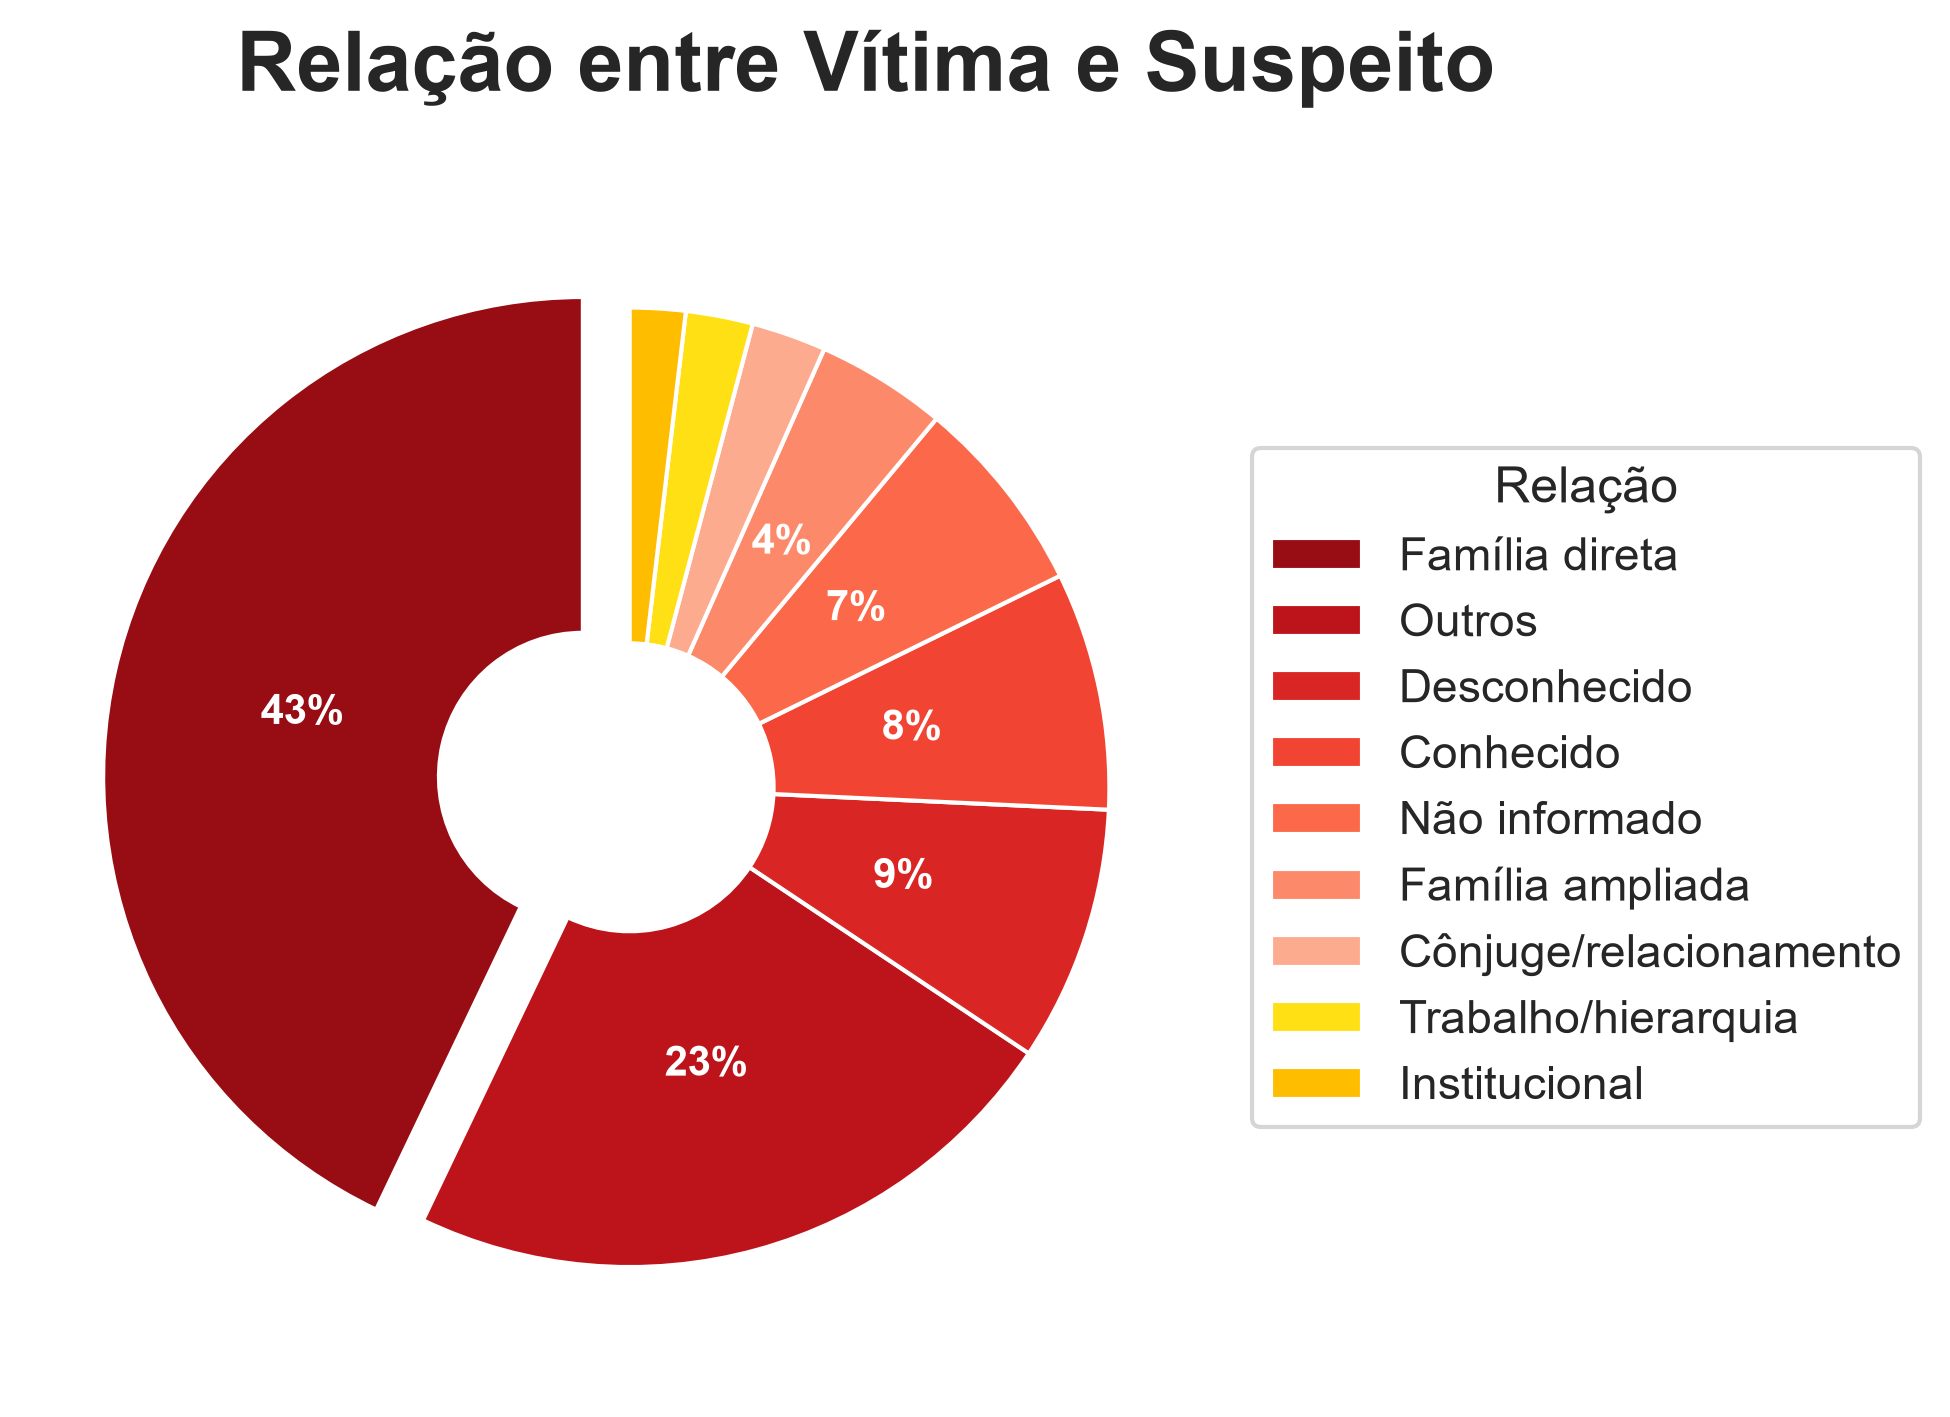 Relação entre Vítima e Suspeito
4%
7%
43%
8%
9%
23%
Relação
Família direta
Outros
Desconhecido
Conhecido
Não informado
Família ampliada
Cônjuge/relacionamento
Trabalho/hierarquia
Institucional